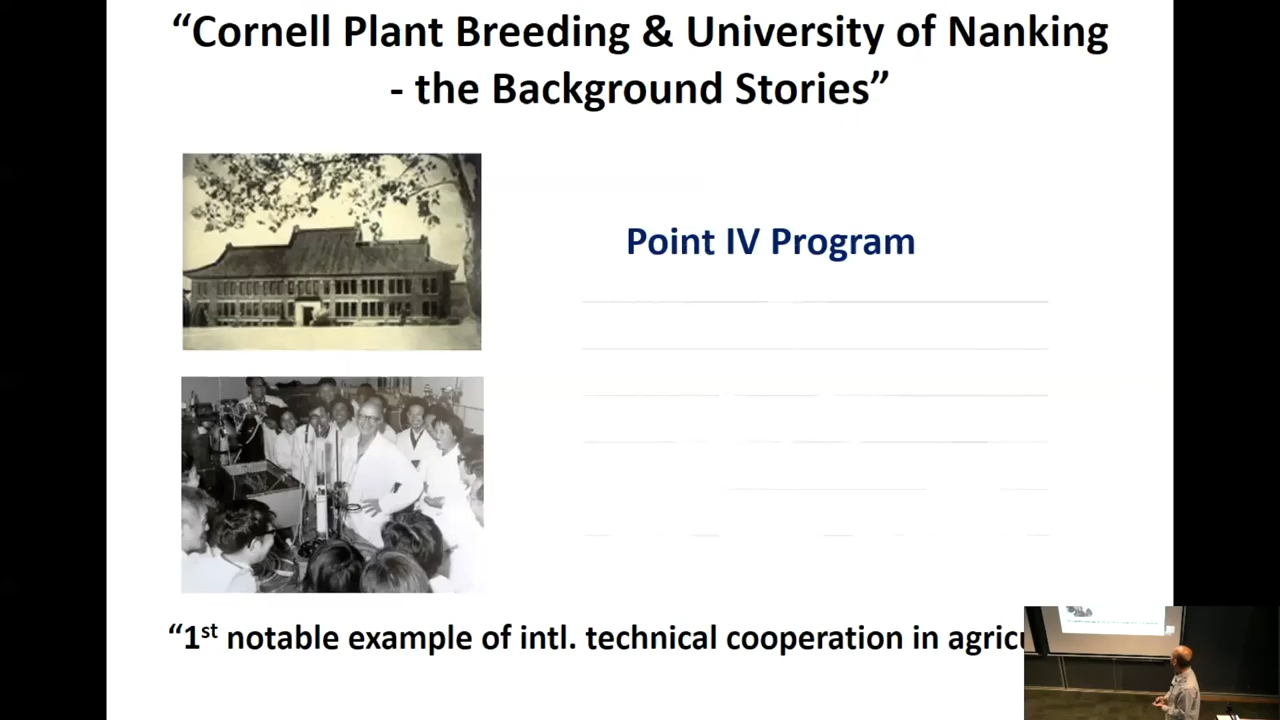 “Cornell Plant Breeding & University of Nanking
- the Background Stories”
Point IV Program
“1st notable example of intl. technical cooperation in